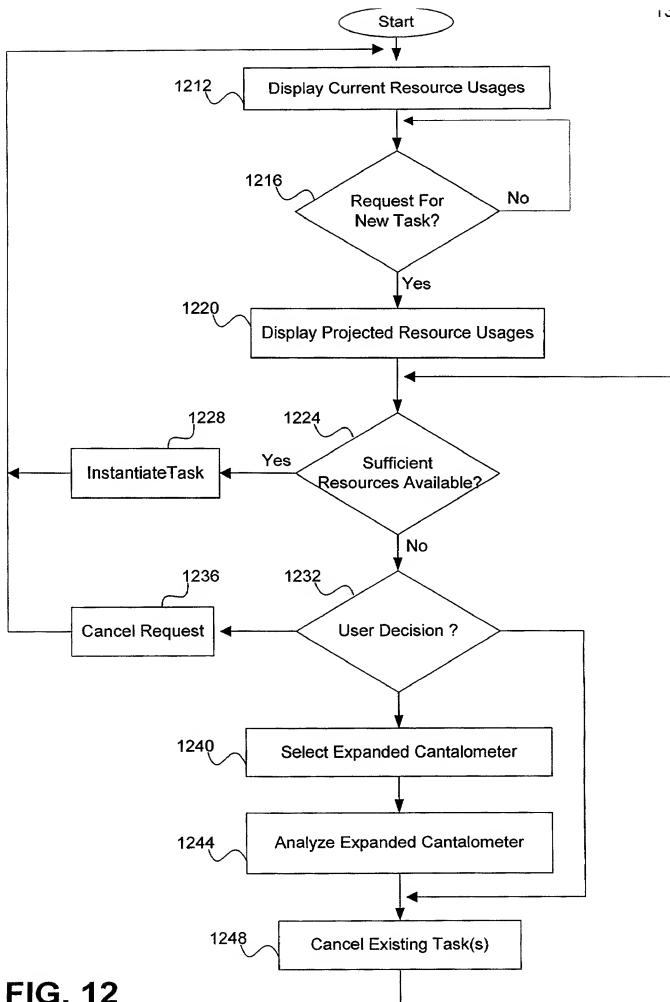 Start
1212
Display Current Resource Usages
1216
Request For
New Task?
No
Yes
1220
Display Projected Resource Usages
1228
1224
InstantiateTask
Yes
Sufficient
Resources Available?
No
1236
1232
Cancel Request
User Decision ?
1240
Select Expanded Cantalometer
1244
Analyze Expanded Cantalometer
1248
Cancel Existing Task(s)
FIG. 12